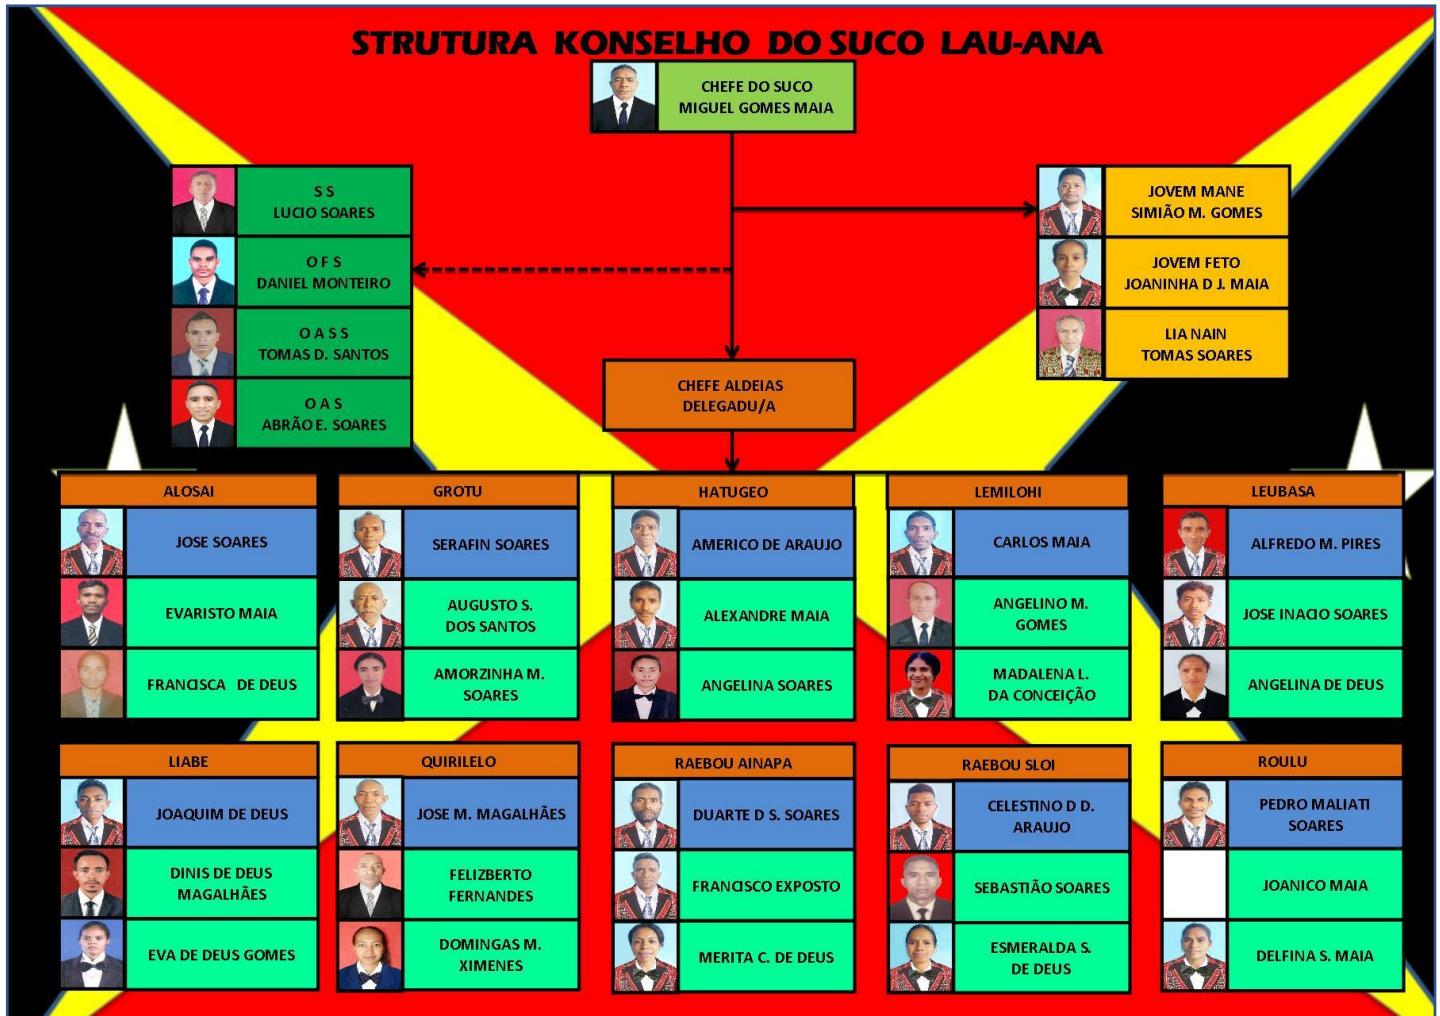 STRUTURA KONSELHO DO SUCO LAU-ANA
CHEFE DO SUCO
MIGUEL GOMES MAIA
S S
LUCIO SOARES
O F S
DANIEL MONTEIRO
O A S S
TOMAS D. SANTOS
O A S
ABRÃO E. SOARES
JOVEM MANE
SIMIÃO M. GOMES
JOVEM FETO
JOANINHA D J. MAIA
LIA NAIN
TOMAS SOARES
CHEFE ALDEIAS
DELEGADU/A
ALOSAI
JOSE SOARES
EVARISTO MAIA
FRANCISCA DE DEUS
GROTU
SERAFIN SOARES
AUGUSTO S.
DOS SANTOS
AMORZINHA M.
SOARES
HATUGEO
AMERICO DE ARAUJO
ALEXANDRE MAIA
ANGELINA SOARES
LEMILOHI
CARLOS MAIA
ANGELINO M.
GOMES
MADALENA L.
DA CONCEIÇÃO
LEUBASA
ALFREDO M. PIRES
JOSE INACIO SOARES
ANGELINA DE DEUS
LIABE
JOAQUIM DE DEUS
DINIS DE DEUS
MAGALHÃES
EVA DE DEUS GOMES
QUIRILELO
JOSE M. MAGALHÃES
FELIZBERTO
FERNANDES
DOMINGAS M.
XIMENES
RAEBOU AINAPA
DUARTE D S. SOARES
FRANCISCO EXPOSTO
MERITA C. DE DEUS
RAEBOU SLOI
CELESTINO D D.
ARAUJO
SEBASTIÃO SOARES
ESMERALDA S.
DE DEUS
ROULU
PEDRO MALIATI
SOARES
JOANICO MAIA
DELFINA S. MAIA